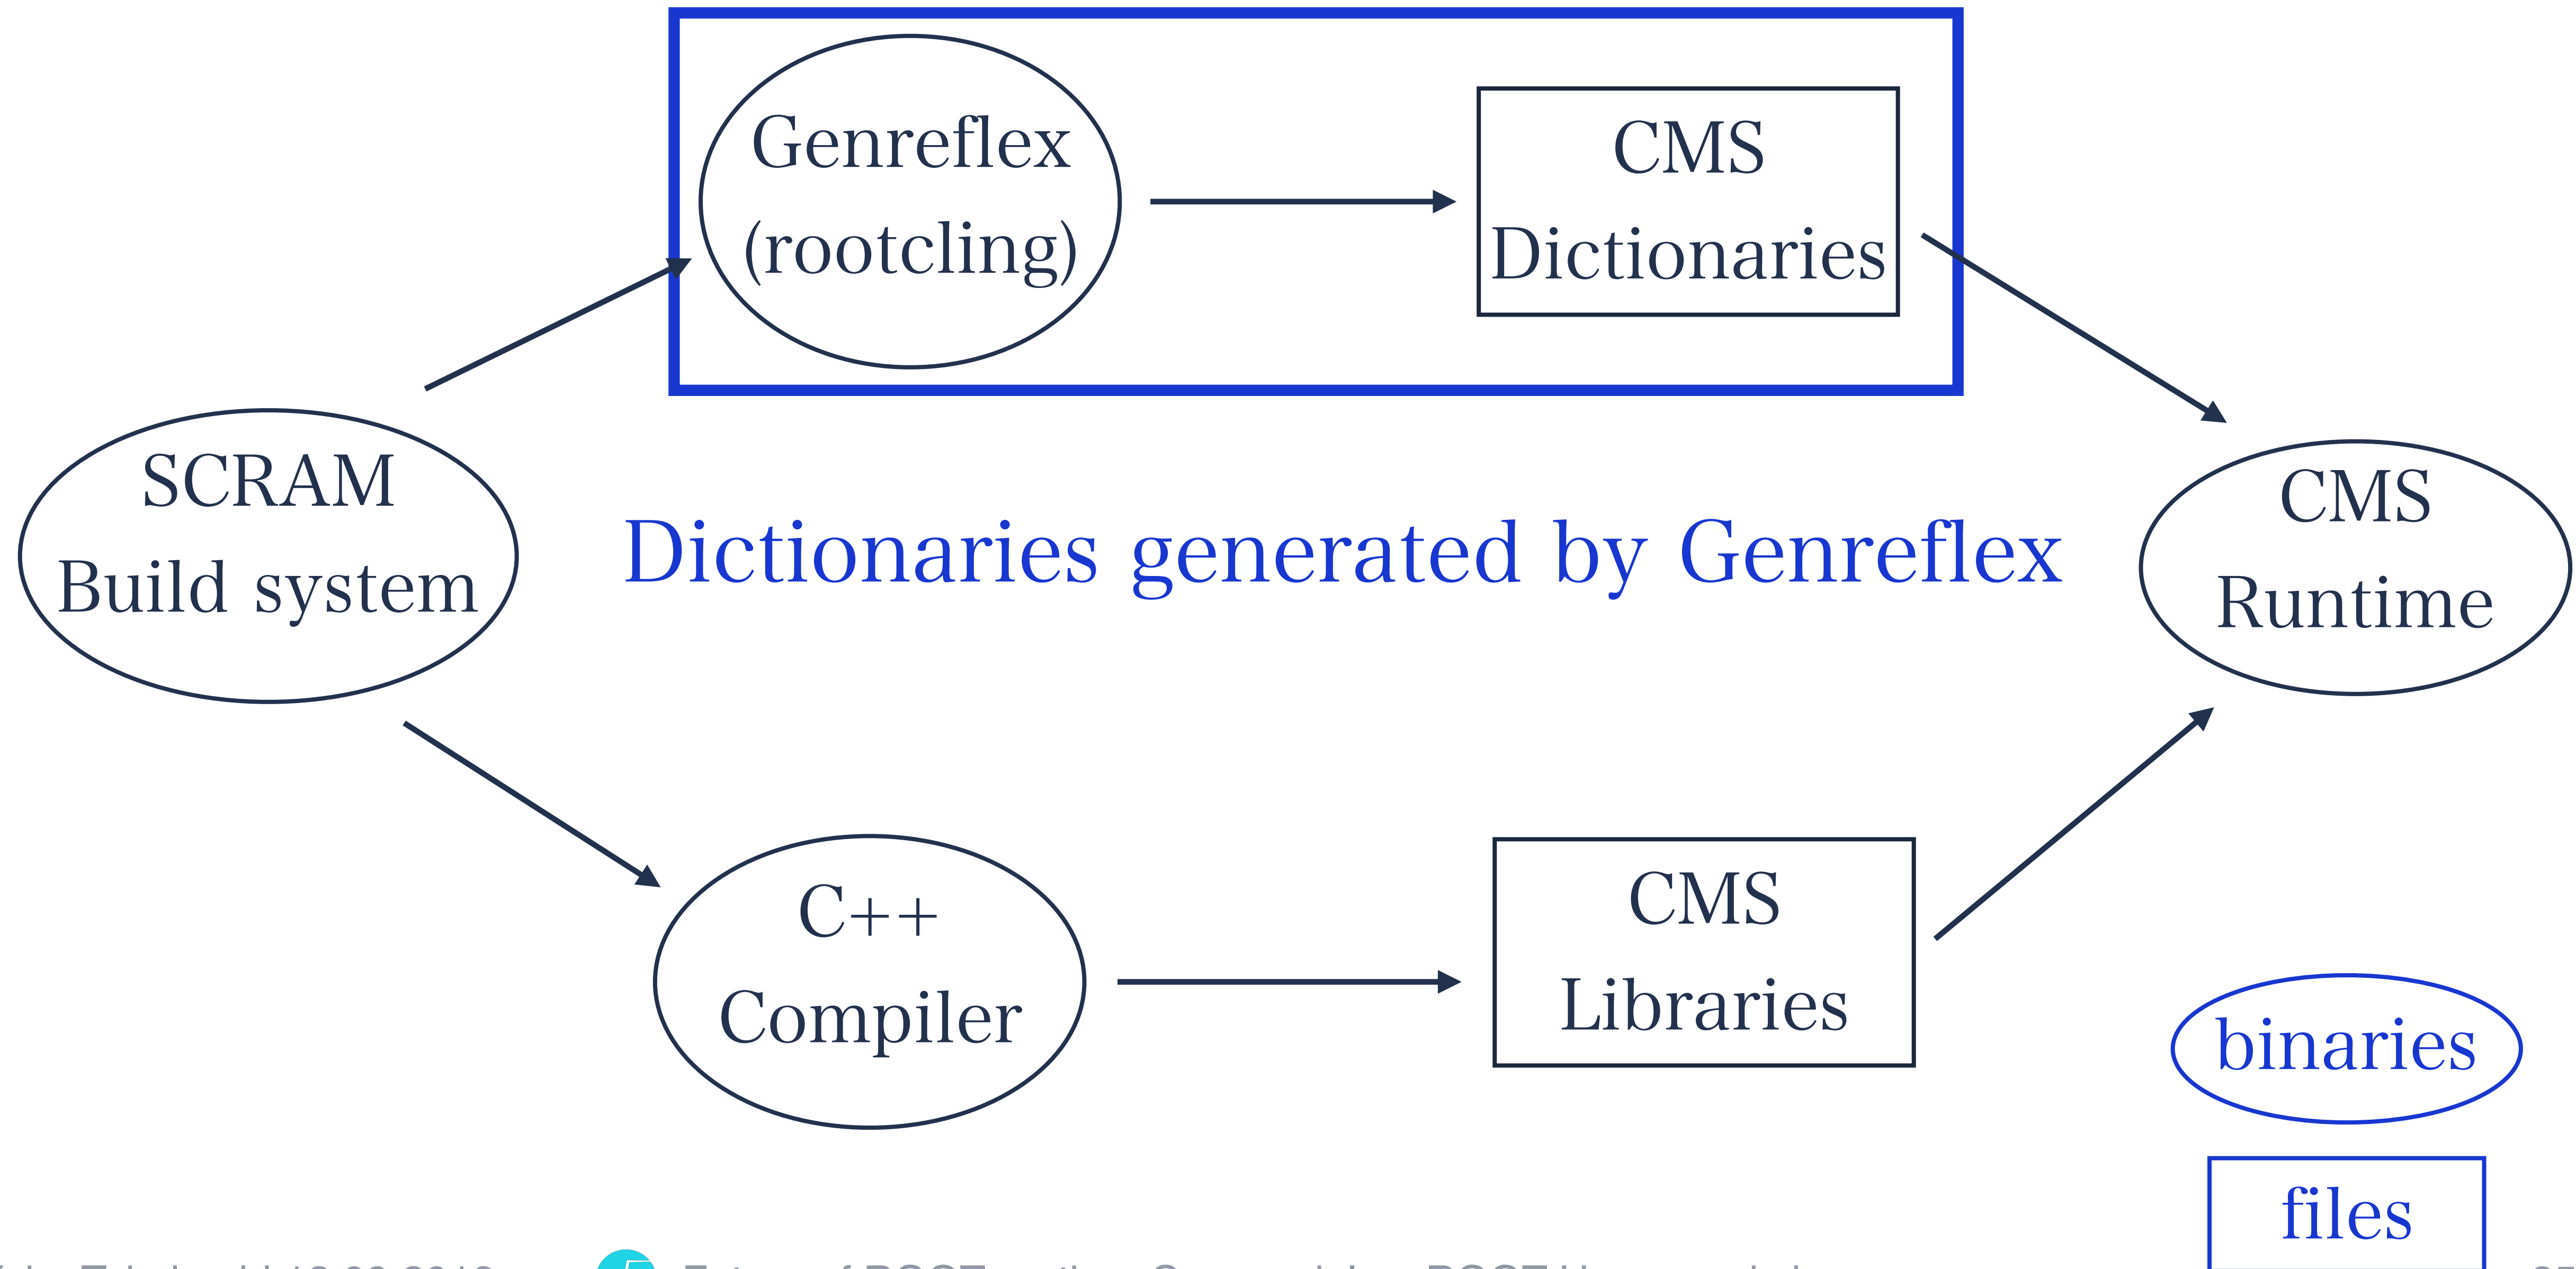 Genreflex
(rootcling)
CMS
Dictionaries
SCRAM
Build system
Dictionaries generated by Genreflex
CMS
Runtime
C++
Compiler
CMS
Libraries
binaries
files